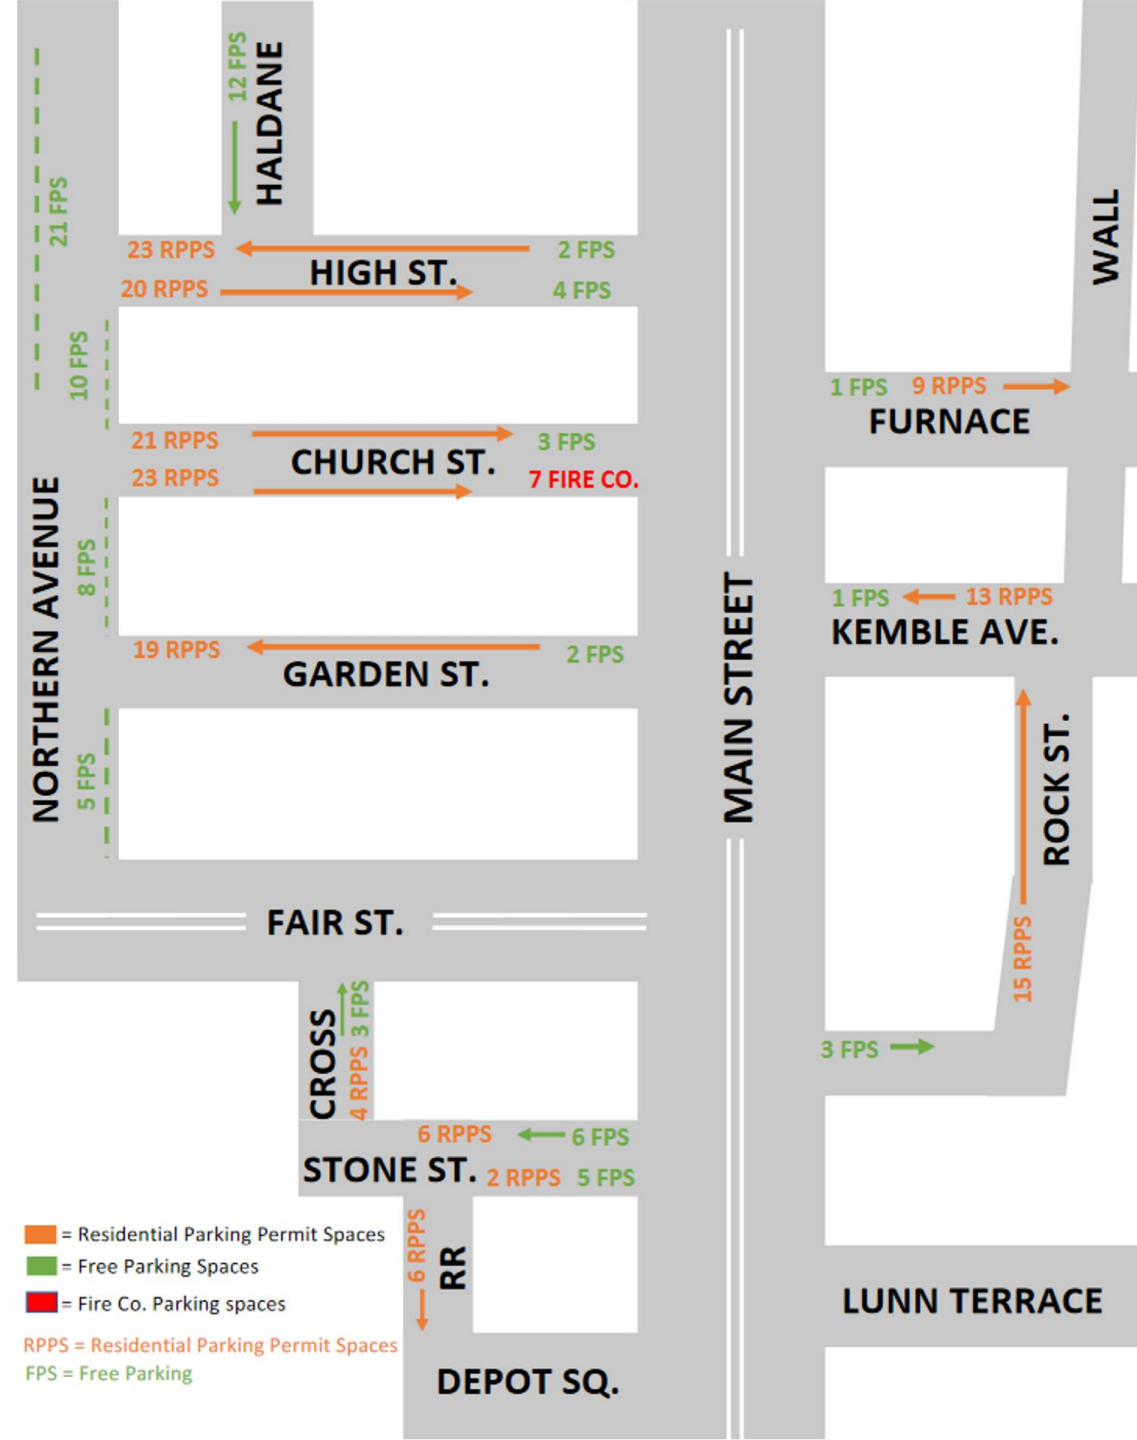 12 FPS
HALDANE
21 FPS
23 RPPS
2 FPS
HIGH ST.
20 RPPS
4 FPS
WALL
10 FPS
1 FPS 9 RPPS
FURNACE
21 RPPS
3 FPS
CHURCH ST.
23 RPPS
7 FIRE CO.
NORTHERN AVENUE
8 FPS
MAIN STREET
1 FPS
13 RPPS
KEMBLE AVE.
19 RPPS
2 FPS
GARDEN ST.
5 FPS
ROCK ST.
15 RPPS
FAIR ST.
CROSS
3 FPS
4 RPPS
3 FPS
6 RPPS
6 FPS
STONE ST.
2 RPPS
5 FPS
6 RPPS
RR
DEPOT SQ.
LUNN TERRACE
= Residential Parking Permit Spaces
= Free Parking Spaces
= Fire Co. Parking spaces
RPPS = Residential Parking Permit Spaces
FPS = Free Parking